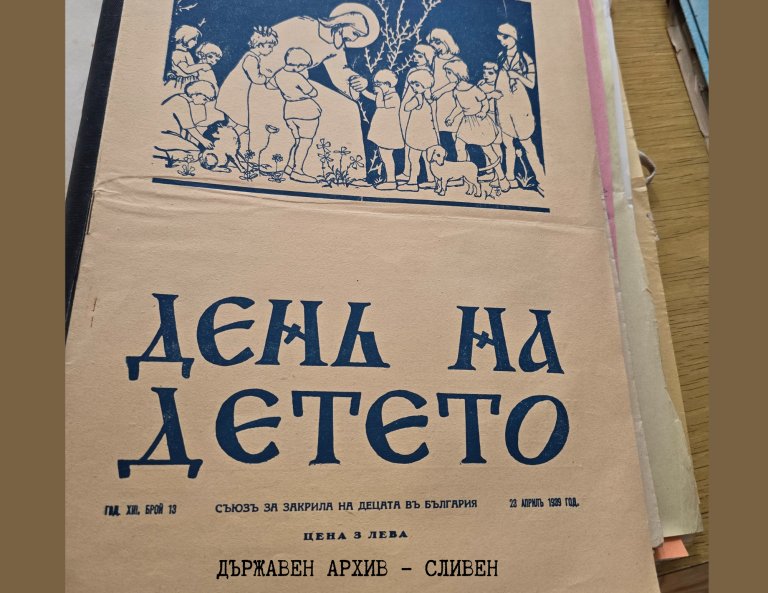 ДЕНЬ НА
ДЕТЕТО
ГОД. XIII, БРОЙ 13 СЪЮЗЪ ЗА ЗАКРИЛА НА ДЕЦАТА ВЪ БЪЛГАРИЯ 23 АПРИЛЪ 1939 ГОД.
ЦЕНА 3 ЛЕВА
ДЪРЖАВЕН АРХИВ – СЛИВЕН